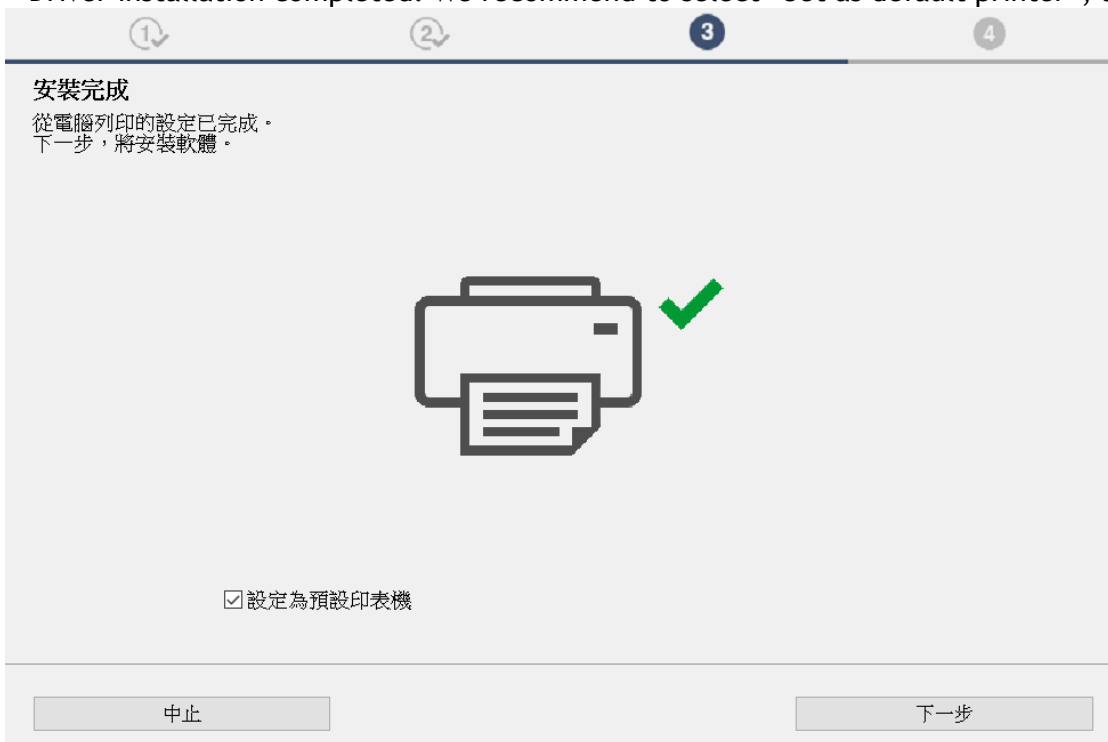 Driver installation completed. We recommend to select "Set as default printer",
1 2 3 4
安裝完成
從電腦列印的設定已完成。
下一步，將安裝軟體。
設定為預設印表機
中止 下一步